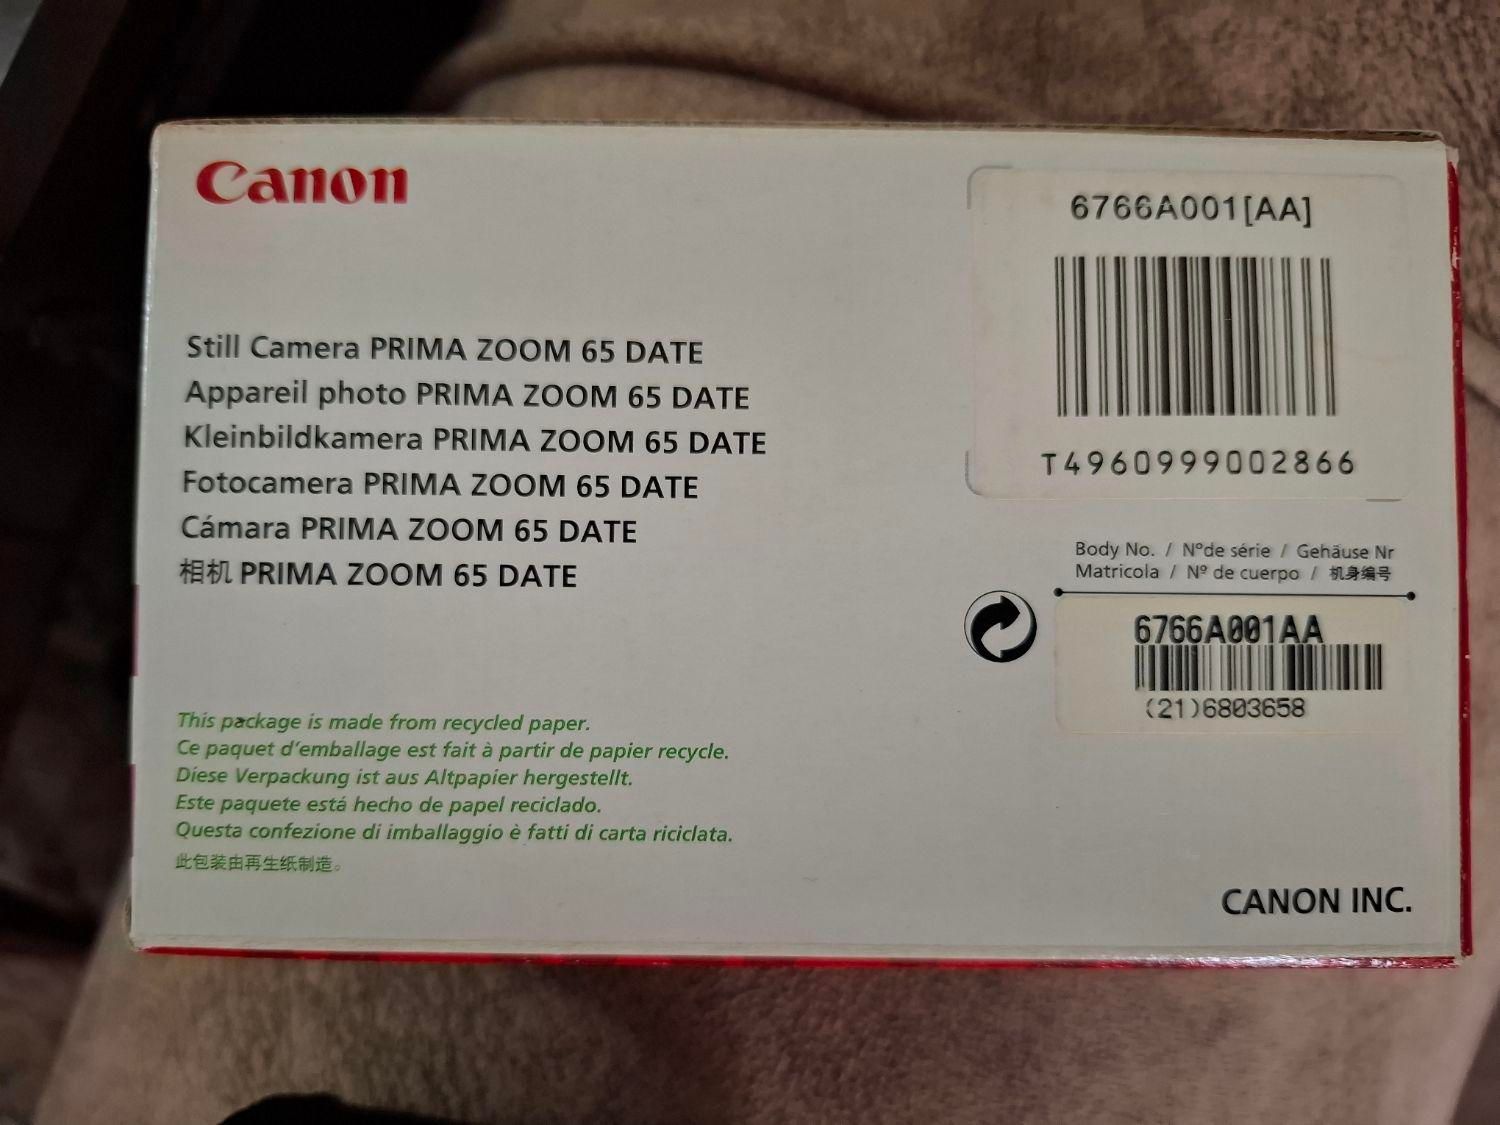 Canon
Still Camera PRIMA ZOOM 65 DATE
Appareil photo PRIMA ZOOM 65 DATE
Kleinbildkamera PRIMA ZOOM 65 DATE
Fotocamera PRIMA ZOOM 65 DATE
Cámara PRIMA ZOOM 65 DATE
相机 PRIMA ZOOM 65 DATE
This package is made from recycled paper.
Ce paquet d'emballage est fait à partir de papier recycle.
Diese Verpackung ist aus Altpapier hergestellt.
Este paquete está hecho de papel reciclado.
Questa confezione di imballaggio è fatti di carta riciclata.
此包装由再生纸制造。
6766A001[AA]
T4960999002866
Body No. / Nºde série / Gehäuse Nr
Matricola / Nº de cuerpo / 机身编号
6766A001AA
(21)6803658
CANON INC.